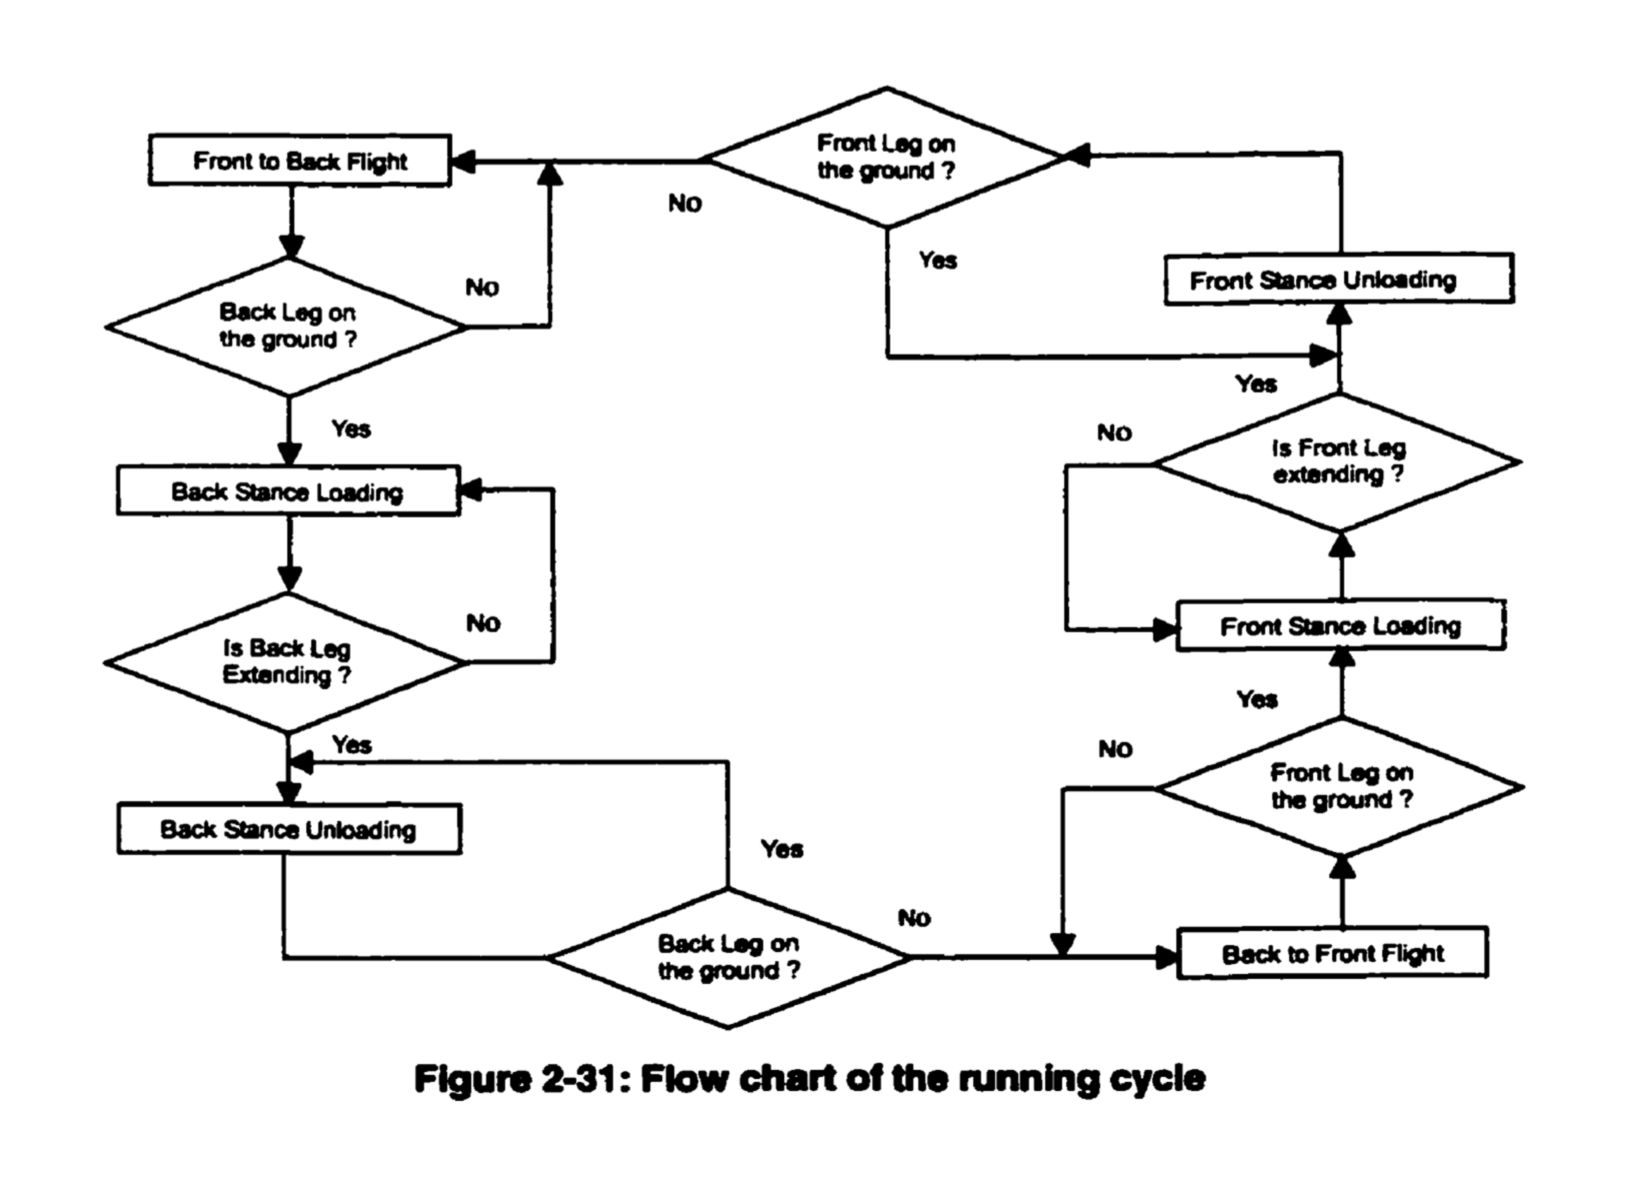 Front Leg on
the ground ?
Front to Back Flight
No
Yes
Front Stance Unloading
No
Back Leg on
the ground ?
Yes
Yes
No
Is Front Leg
extending ?
Back Stance Loading
No
Is Back Leg
Extending ?
Front Stance Loading
Yes
Yes
No
Front Leg on
the ground ?
Back Stance Unloading
Yes
No
Back Leg on
the ground ?
Back to Front Flight
Figure 2-31: Flow chart of the running cycle